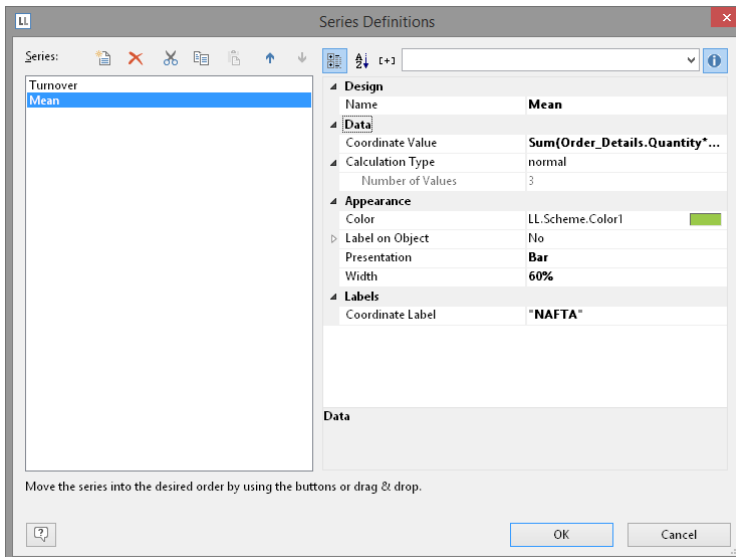 LL
Series Definitions
Series:
Turnover
Mean
Design
Name Mean
Data
Coordinate Value Sum(Order_Details.Quantity*...
Calculation Type normal
Number of Values 3
Appearance
Color LL.Scheme.Color1
Label on Object No
Presentation Bar
Width 60%
Labels
Coordinate Label "NAFTA"
Data
Move the series into the desired order by using the buttons or drag & drop.
OK Cancel